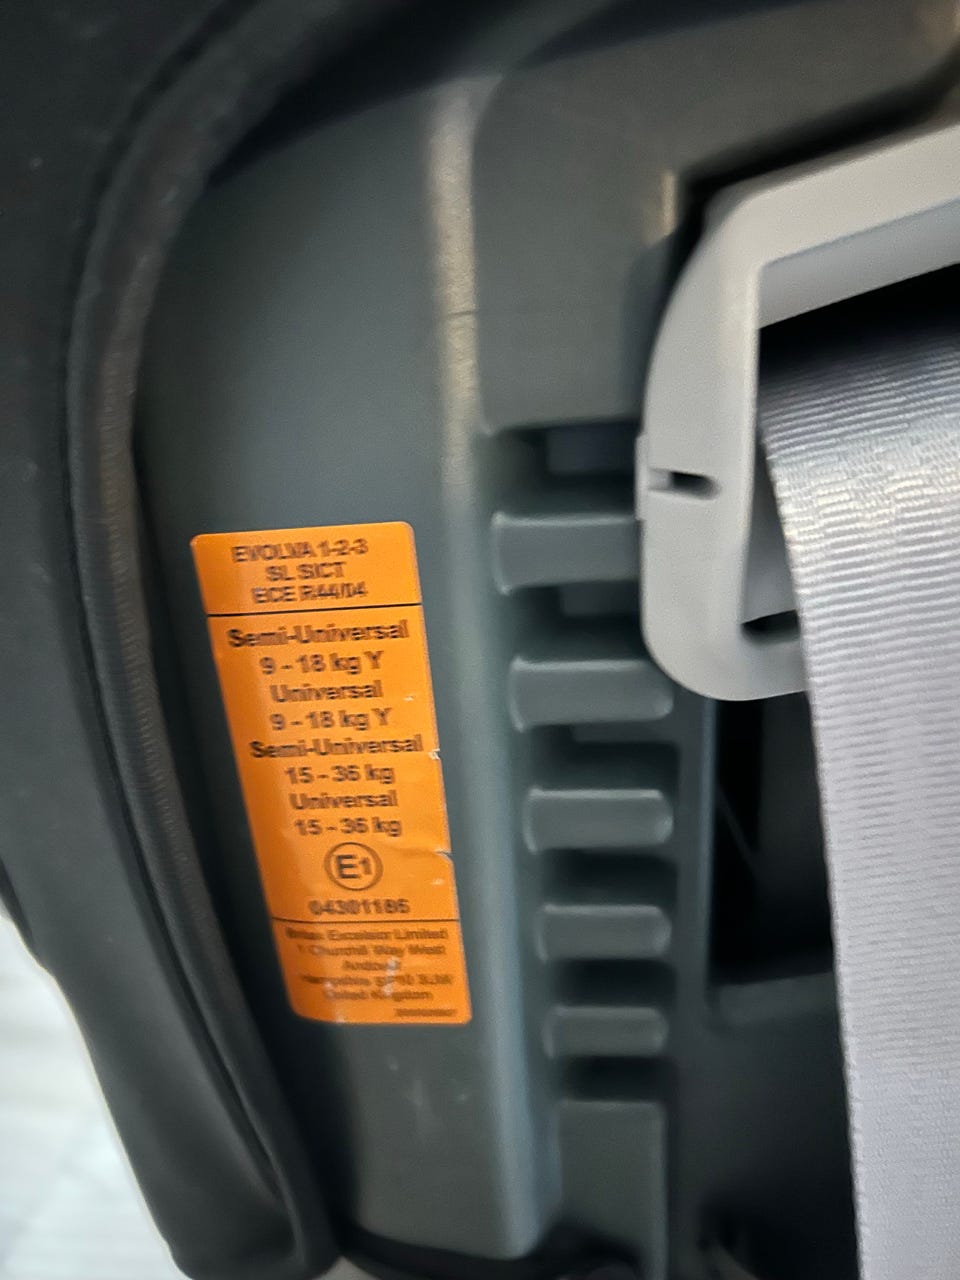 EVOLVA 1-2-3
SL SICT
ECE R44/04
Semi-Universal
9 - 18 kg Y
Universal
9 - 18 kg Y
Semi-Universal
15 - 36 kg
Universal
15 - 36 kg
E1
04301186
Britax Excelsior Limited
1 Churchill Way West
Andover
Hampshire
United Kingdom